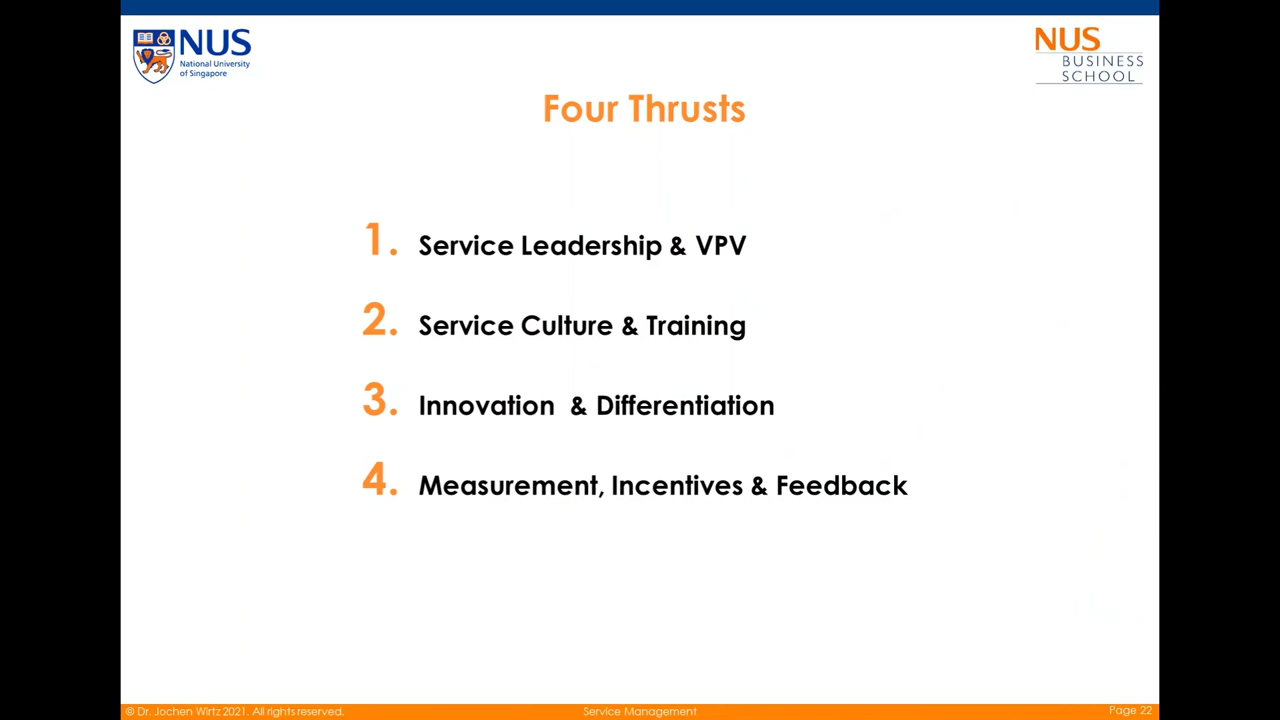 NUS
National University
of Singapore
NUS
BUSINESS
SCHOOL
Four Thrusts
1. Service Leadership & VPV
2. Service Culture & Training
3. Innovation & Differentiation
4. Measurement, Incentives & Feedback
© Dr. Jochen Wirtz 2021. All rights reserved. Service Management Page 22